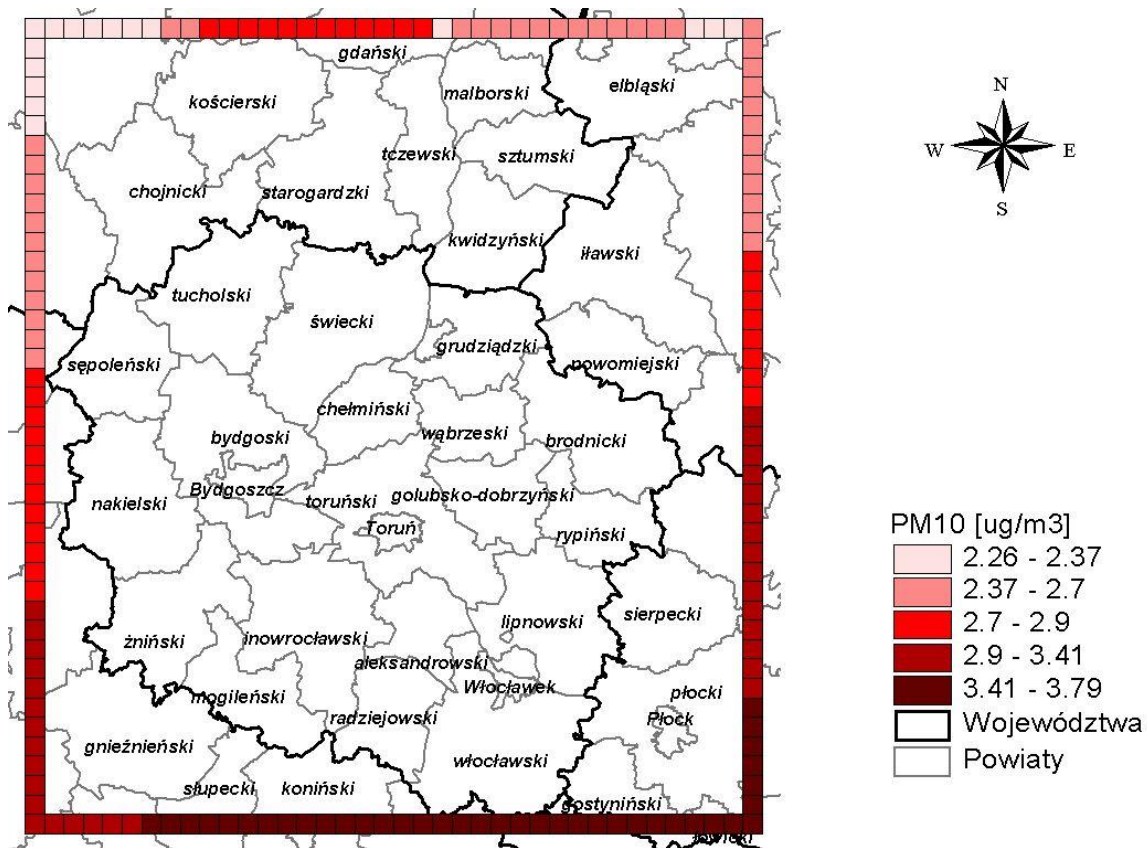 gdański
elbląski
malborski
kościerski
N
tczewski
sztumski
W
E
chojnicki
starogardzki
S
kwidzyński
iławski
tucholski
świecki
grudziądzki
sępoleński
nowomiejski
chełmiński
bydgoski
wąbrzeski
brodnicki
Bydgoszcz
nakielski
toruński
golubsko-dobrzyński
Toruń
rypiński
PM10 [ug/m3]
2.26 - 2.37
2.37 - 2.7
2.7 - 2.9
2.9 - 3.41
3.41 - 3.79
Województwa
Powiaty
lipnowski
sierpecki
żniński
inowrocławski
aleksandrowski
Włocławek
mogileński
płocki
radziejowski
Płock
gnieźnieński
włocławski
słupecki
koniński
gostyniński